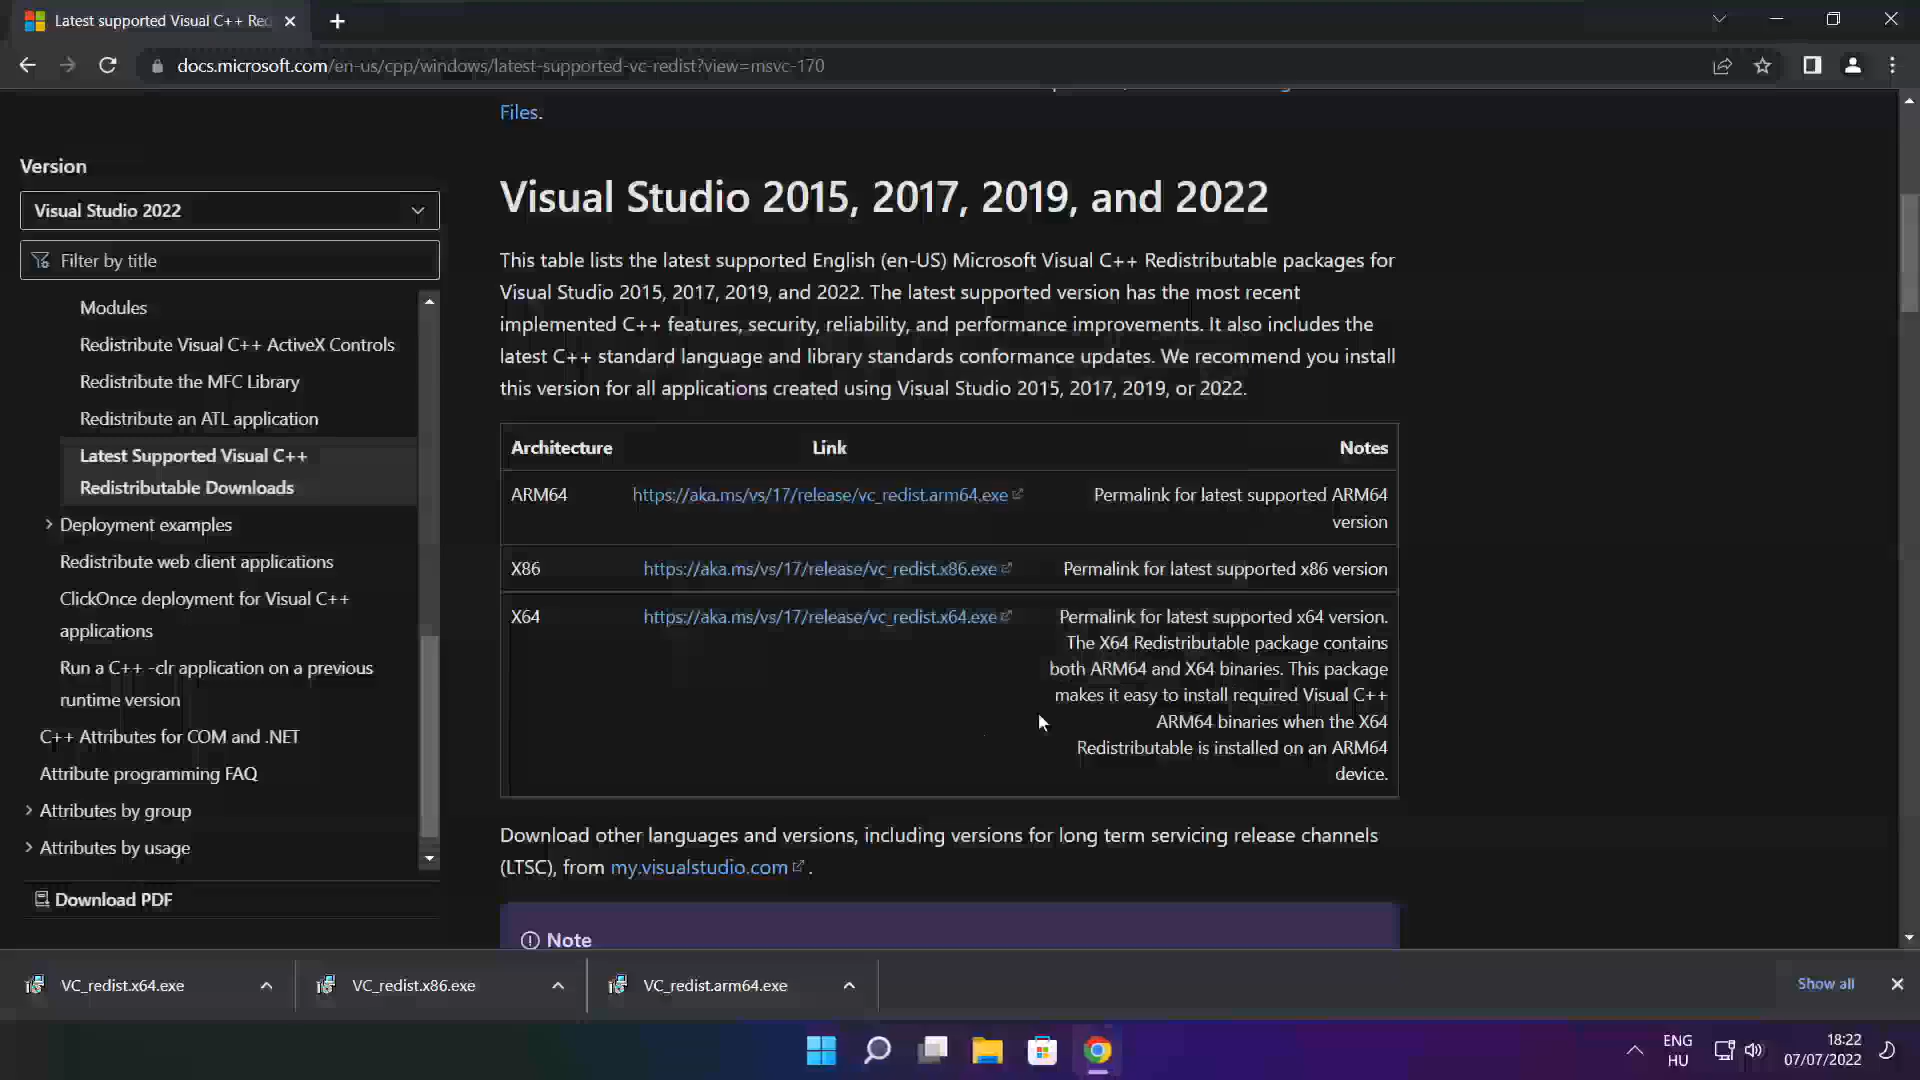 Latest supported Visual C++ Red
docs.microsoft.com/en-us/cpp/windows/latest-supported-vc-redist?view=msvc-170
Files.
Version
Visual Studio 2022
Filter by title
Modules
Redistribute Visual C++ ActiveX Controls
Redistribute the MFC Library
Redistribute an ATL application
Latest Supported Visual C++
Redistributable Downloads
Deployment examples
Redistribute web client applications
ClickOnce deployment for Visual C++
applications
Run a C++ -clr application on a previous
runtime version
C++ Attributes for COM and .NET
Attribute programming FAQ
Attributes by group
Attributes by usage
Download PDF
Visual Studio 2015, 2017, 2019, and 2022
This table lists the latest supported English (en-US) Microsoft Visual C++ Redistributable packages for
Visual Studio 2015, 2017, 2019, and 2022. The latest supported version has the most recent
implemented C++ features, security, reliability, and performance improvements. It also includes the
latest C++ standard language and library standards conformance updates. We recommend you install
this version for all applications created using Visual Studio 2015, 2017, 2019, or 2022.
Architecture Link Notes
ARM64 https://aka.ms/vs/17/release/vc_redist.arm64.exe Permalink for latest supported ARM64
version
X86 https://aka.ms/vs/17/release/vc_redist.x86.exe Permalink for latest supported x86 version
X64 https://aka.ms/vs/17/release/vc_redist.x64.exe Permalink for latest supported x64 version.
The X64 Redistributable package contains
both ARM64 and X64 binaries. This package
makes it easy to install required Visual C++
ARM64 binaries when the X64
Redistributable is installed on an ARM64
device.
Download other languages and versions, including versions for long term servicing release channels
(LTSC), from my.visualstudio.com.
Note
VC_redist.x64.exe VC_redist.x86.exe VC_redist.arm64.exe Show all
ENG 18:22
HU 07/07/2022